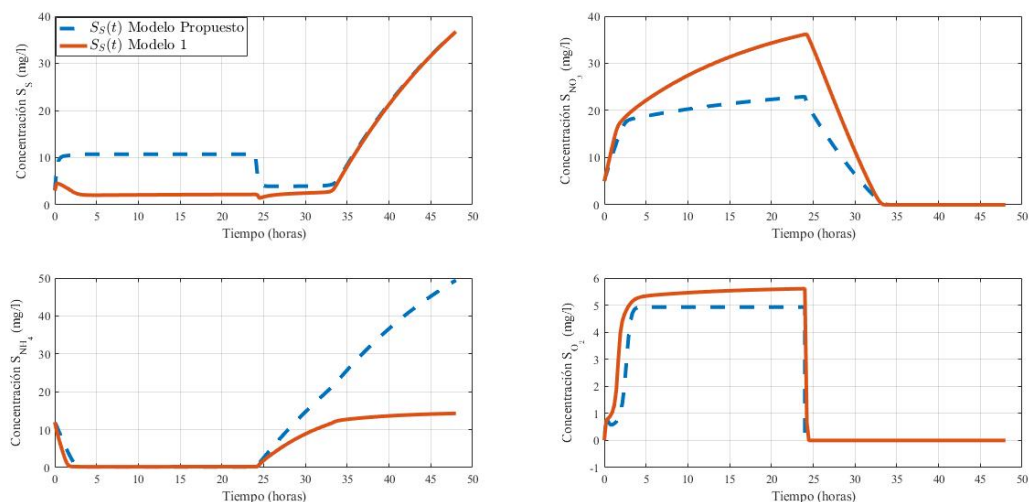 40
30
20
10
0
Concentración S_S (mg/l)
S_S(t) Modelo Propuesto
S_S(t) Modelo 1
0 5 10 15 20 25 30 35 40 45 50
Tiempo (horas)
40
30
20
10
0
Concentración S_NO_3 (mg/l)
0 5 10 15 20 25 30 35 40 45 50
Tiempo (horas)
50
40
30
20
10
0
Concentración S_NH_4 (mg/l)
0 5 10 15 20 25 30 35 40 45 50
Tiempo (horas)
6
5
4
3
2
1
0
-1
Concentración S_O_2 (mg/l)
0 5 10 15 20 25 30 35 40 45 50
Tiempo (horas)